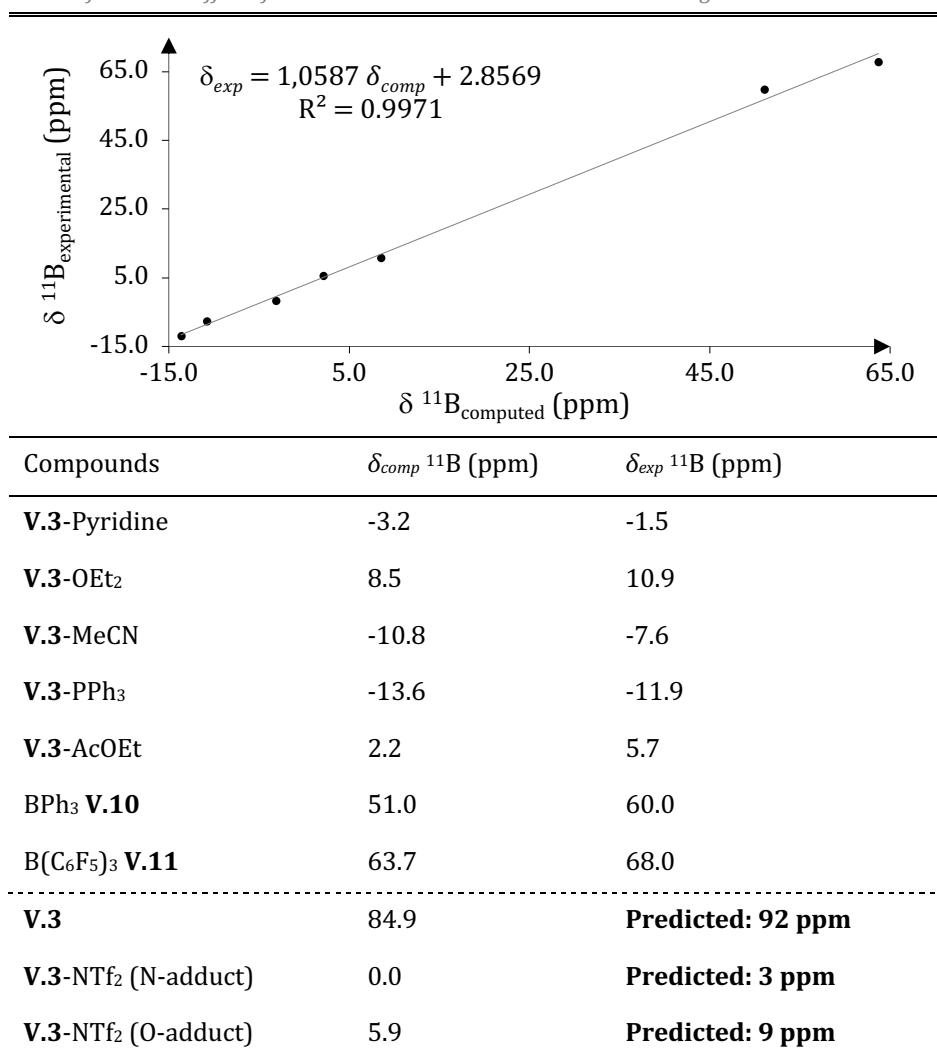 65.0
δexp = 1,0587 δcomp + 2.8569
R² = 0.9971
45.0
25.0
5.0
-15.0
δ ¹¹Bexperimental (ppm)
-15.0 5.0 25.0 45.0 65.0
δ ¹¹Bcomputed (ppm)
Compounds δcomp ¹¹B (ppm) δexp ¹¹B (ppm)
V.3-Pyridine -3.2 -1.5
V.3-OEt₂ 8.5 10.9
V.3-MeCN -10.8 -7.6
V.3-PPh₃ -13.6 -11.9
V.3-AcOEt 2.2 5.7
BPh₃ V.10 51.0 60.0
B(C₆F₅)₃ V.11 63.7 68.0
V.3 84.9 Predicted: 92 ppm
V.3-NTf₂ (N-adduct) 0.0 Predicted: 3 ppm
V.3-NTf₂ (O-adduct) 5.9 Predicted: 9 ppm